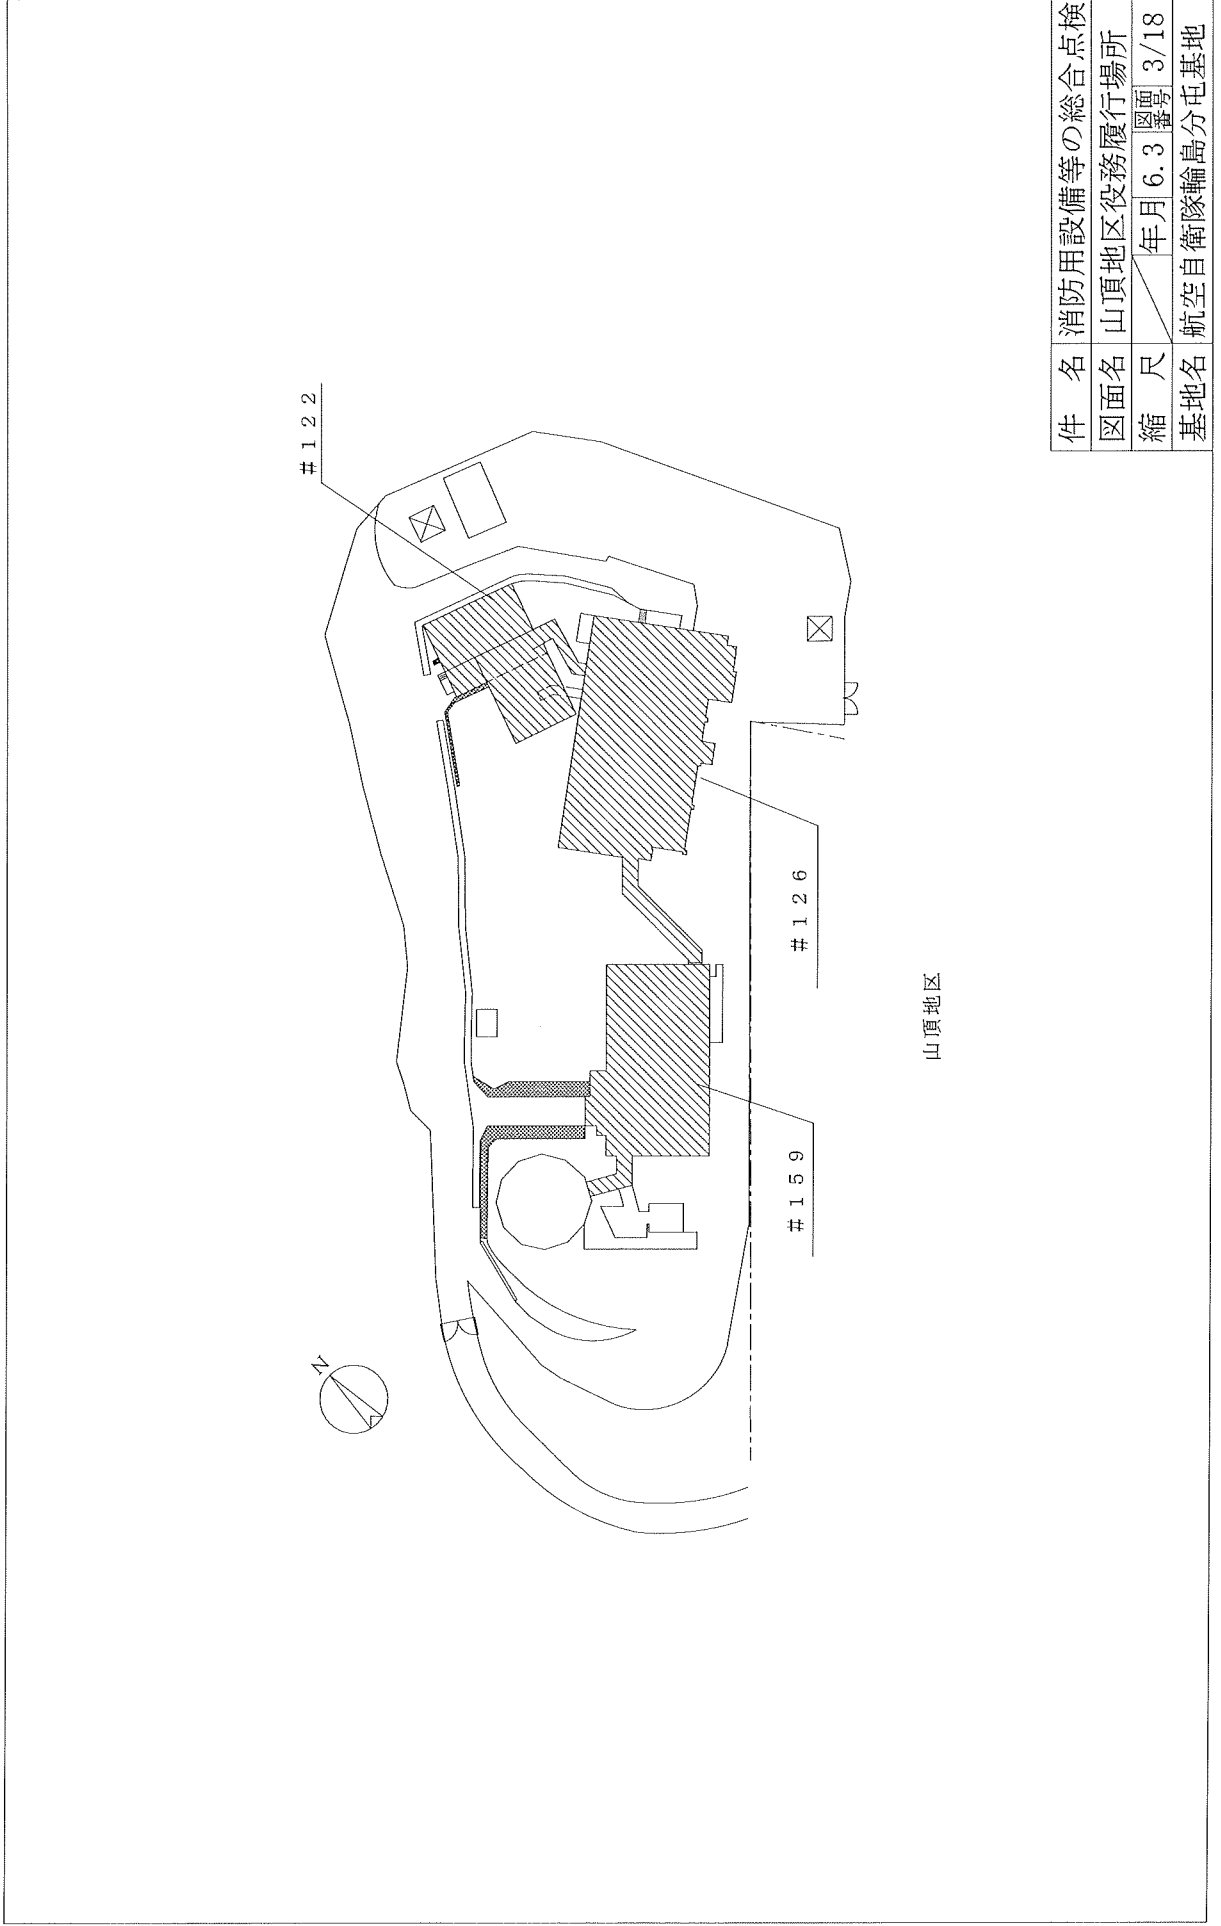 #122
#126
#159
N
山頂地区
件 名 消防用設備等の総合点検
図面名 山頂地区役務履行場所
縮 尺 年月 6.3 図面番号 3/18
基地名 航空自衛隊輪島分屯基地